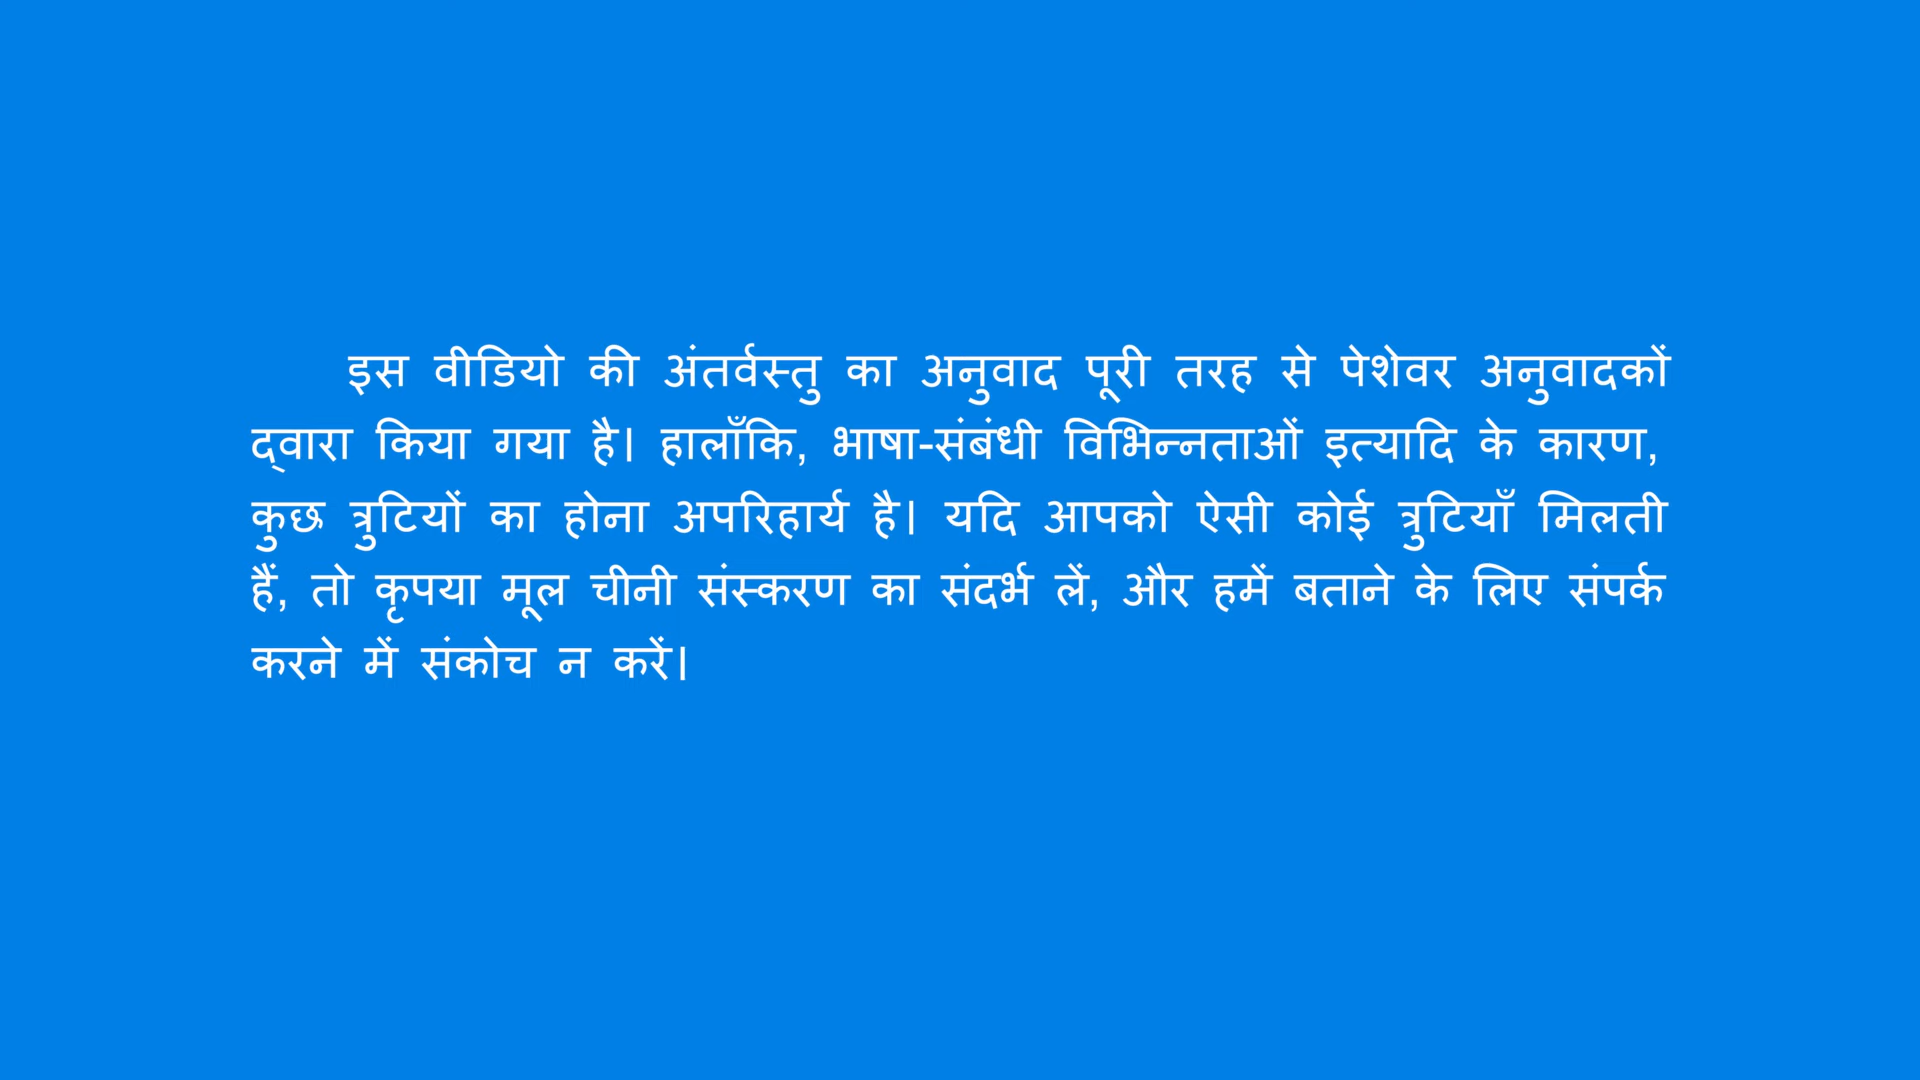 इस वीडियो की अंतर्वस्तु का अनुवाद पूरी तरह से पेशेवर अनुवादकों
द्वारा किया गया है। हालाँकि, भाषा-संबंधी विभिन्नताओं इत्यादि के कारण,
कुछ त्रुटियों का होना अपरिहार्य है। यदि आपको ऐसी कोई त्रुटियाँ मिलती
हैं, तो कृपया मूल चीनी संस्करण का संदर्भ लें, और हमें बताने के लिए संपर्क
करने में संकोच न करें।